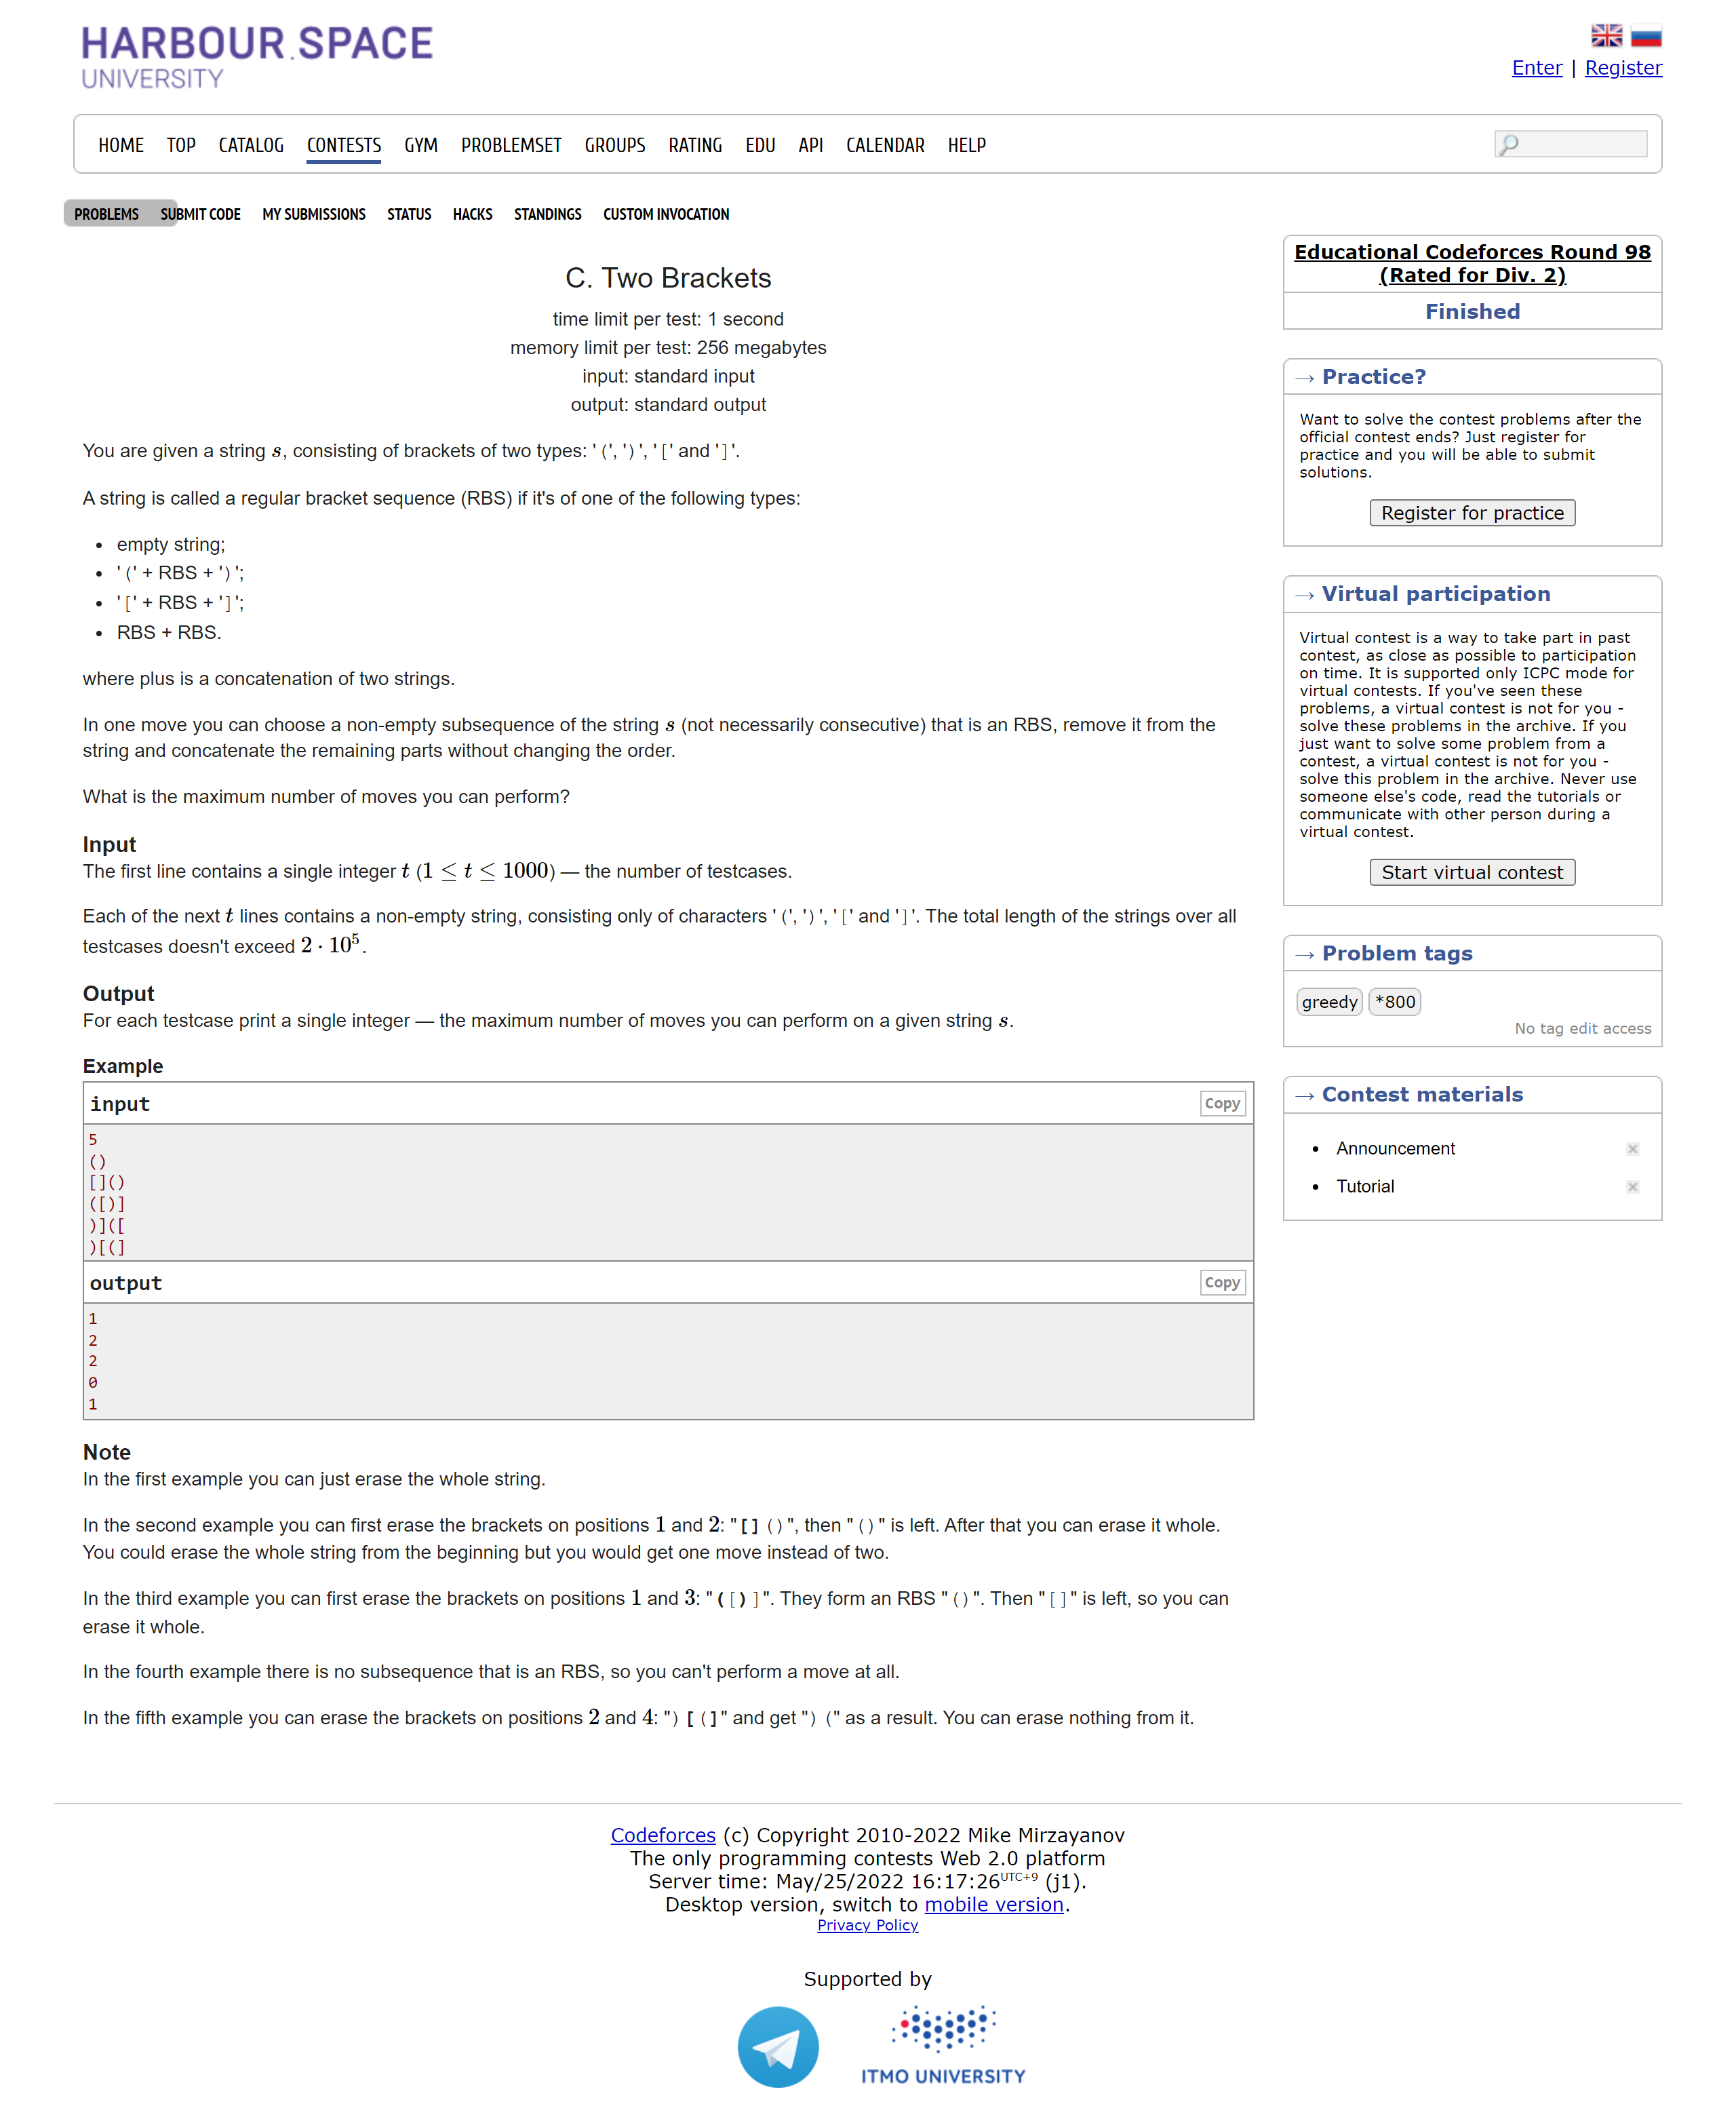 HARBOUR.SPACE
UNIVERSITY
Enter | Register
HOME TOP CATALOG CONTESTS GYM PROBLEMSET GROUPS RATING EDU API CALENDAR HELP
PROBLEMS SUBMIT CODE MY SUBMISSIONS STATUS HACKS STANDINGS CUSTOM INVOCATION
C. Two Brackets
time limit per test: 1 second
memory limit per test: 256 megabytes
input: standard input
output: standard output
You are given a string s, consisting of brackets of two types: '(', ')', '[' and ']'.
A string is called a regular bracket sequence (RBS) if it's of one of the following types:
• empty string;
• '(' + RBS + ')';
• '[' + RBS + ']';
• RBS + RBS.
where plus is a concatenation of two strings.
In one move you can choose a non-empty subsequence of the string s (not necessarily consecutive) that is an RBS, remove it from the
string and concatenate the remaining parts without changing the order.
What is the maximum number of moves you can perform?
Input
The first line contains a single integer t (1 ≤ t ≤ 1000) — the number of testcases.
Each of the next t lines contains a non-empty string, consisting only of characters '(', ')', '[' and ']'. The total length of the strings over all
testcases doesn't exceed 2 · 10⁵.
Output
For each testcase print a single integer — the maximum number of moves you can perform on a given string s.
Example
input Copy
5
()
[]()
([)]
)]([
)[(]
output Copy
1
2
2
0
1
Note
In the first example you can just erase the whole string.
In the second example you can first erase the brackets on positions 1 and 2: "[]()", then "()" is left. After that you can erase it whole.
You could erase the whole string from the beginning but you would get one move instead of two.
In the third example you can first erase the brackets on positions 1 and 3: "([)]". They form an RBS "()". Then "[]" is left, so you can
erase it whole.
In the fourth example there is no subsequence that is an RBS, so you can't perform a move at all.
In the fifth example you can erase the brackets on positions 2 and 4: ")[(]" and get ")(" as a result. You can erase nothing from it.
Educational Codeforces Round 98
(Rated for Div. 2)
Finished
→ Practice?
Want to solve the contest problems after the
official contest ends? Just register for
practice and you will be able to submit
solutions.
Register for practice
→ Virtual participation
Virtual contest is a way to take part in past
contest, as close as possible to participation
on time. It is supported only ICPC mode for
virtual contests. If you've seen these
problems, a virtual contest is not for you -
solve these problems in the archive. If you
just want to solve some problem from a
contest, a virtual contest is not for you -
solve this problem in the archive. Never use
someone else's code, read the tutorials or
communicate with other person during a
virtual contest.
Start virtual contest
→ Problem tags
greedy *800
No tag edit access
→ Contest materials
• Announcement
• Tutorial
Codeforces (c) Copyright 2010-2022 Mike Mirzayanov
The only programming contests Web 2.0 platform
Server time: May/25/2022 16:17:26 UTC+9 (j1).
Desktop version, switch to mobile version.
Privacy Policy
Supported by
ITMO UNIVERSITY